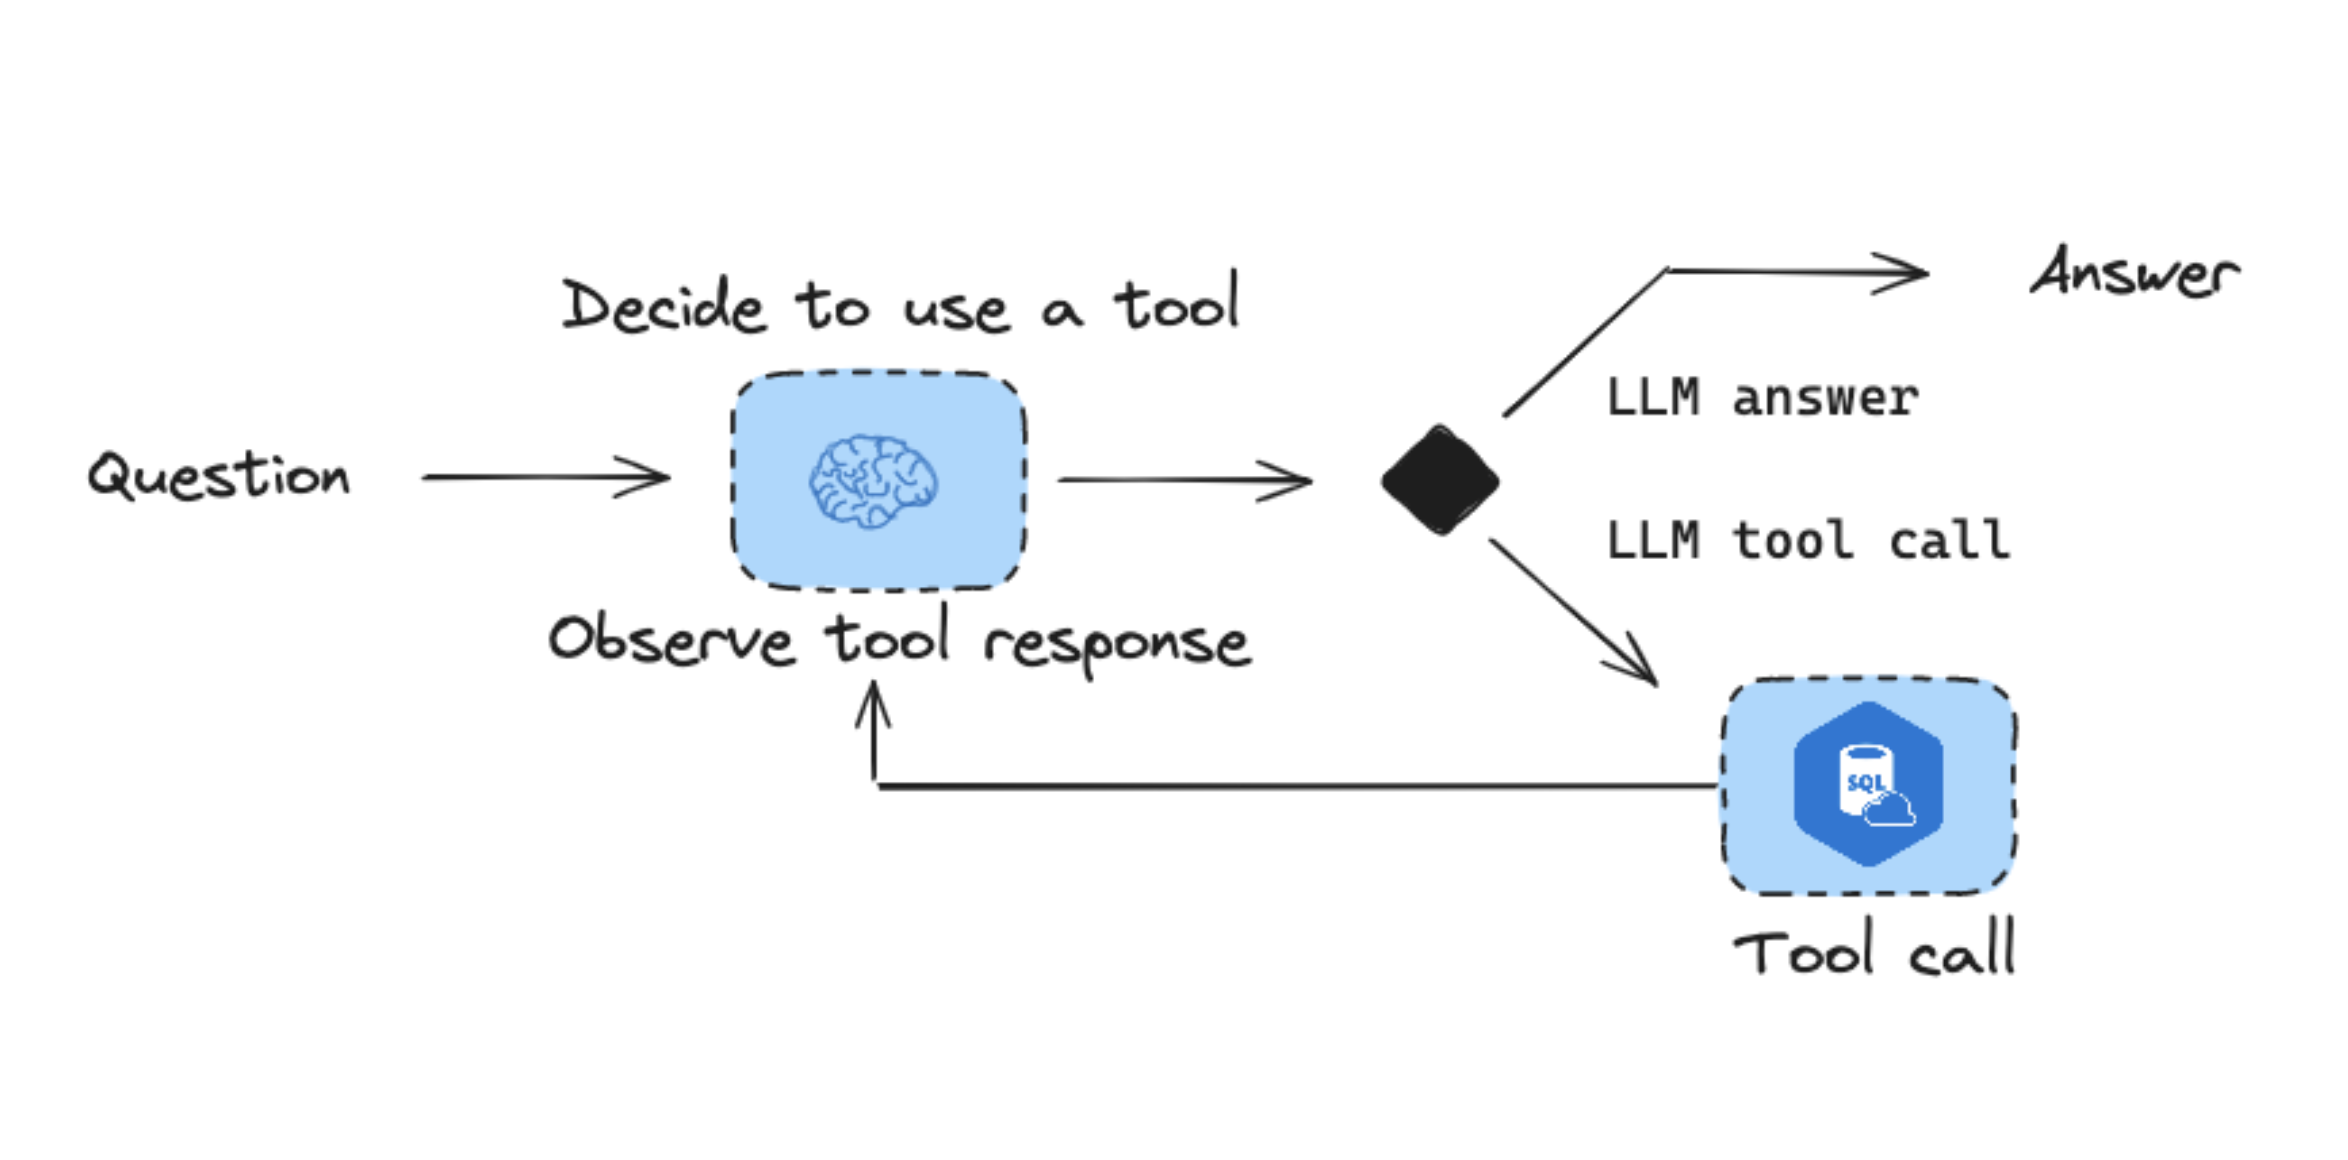 Decide to use a tool
Question
Observe tool response
Answer
LLM answer
LLM tool call
SQL
Tool call